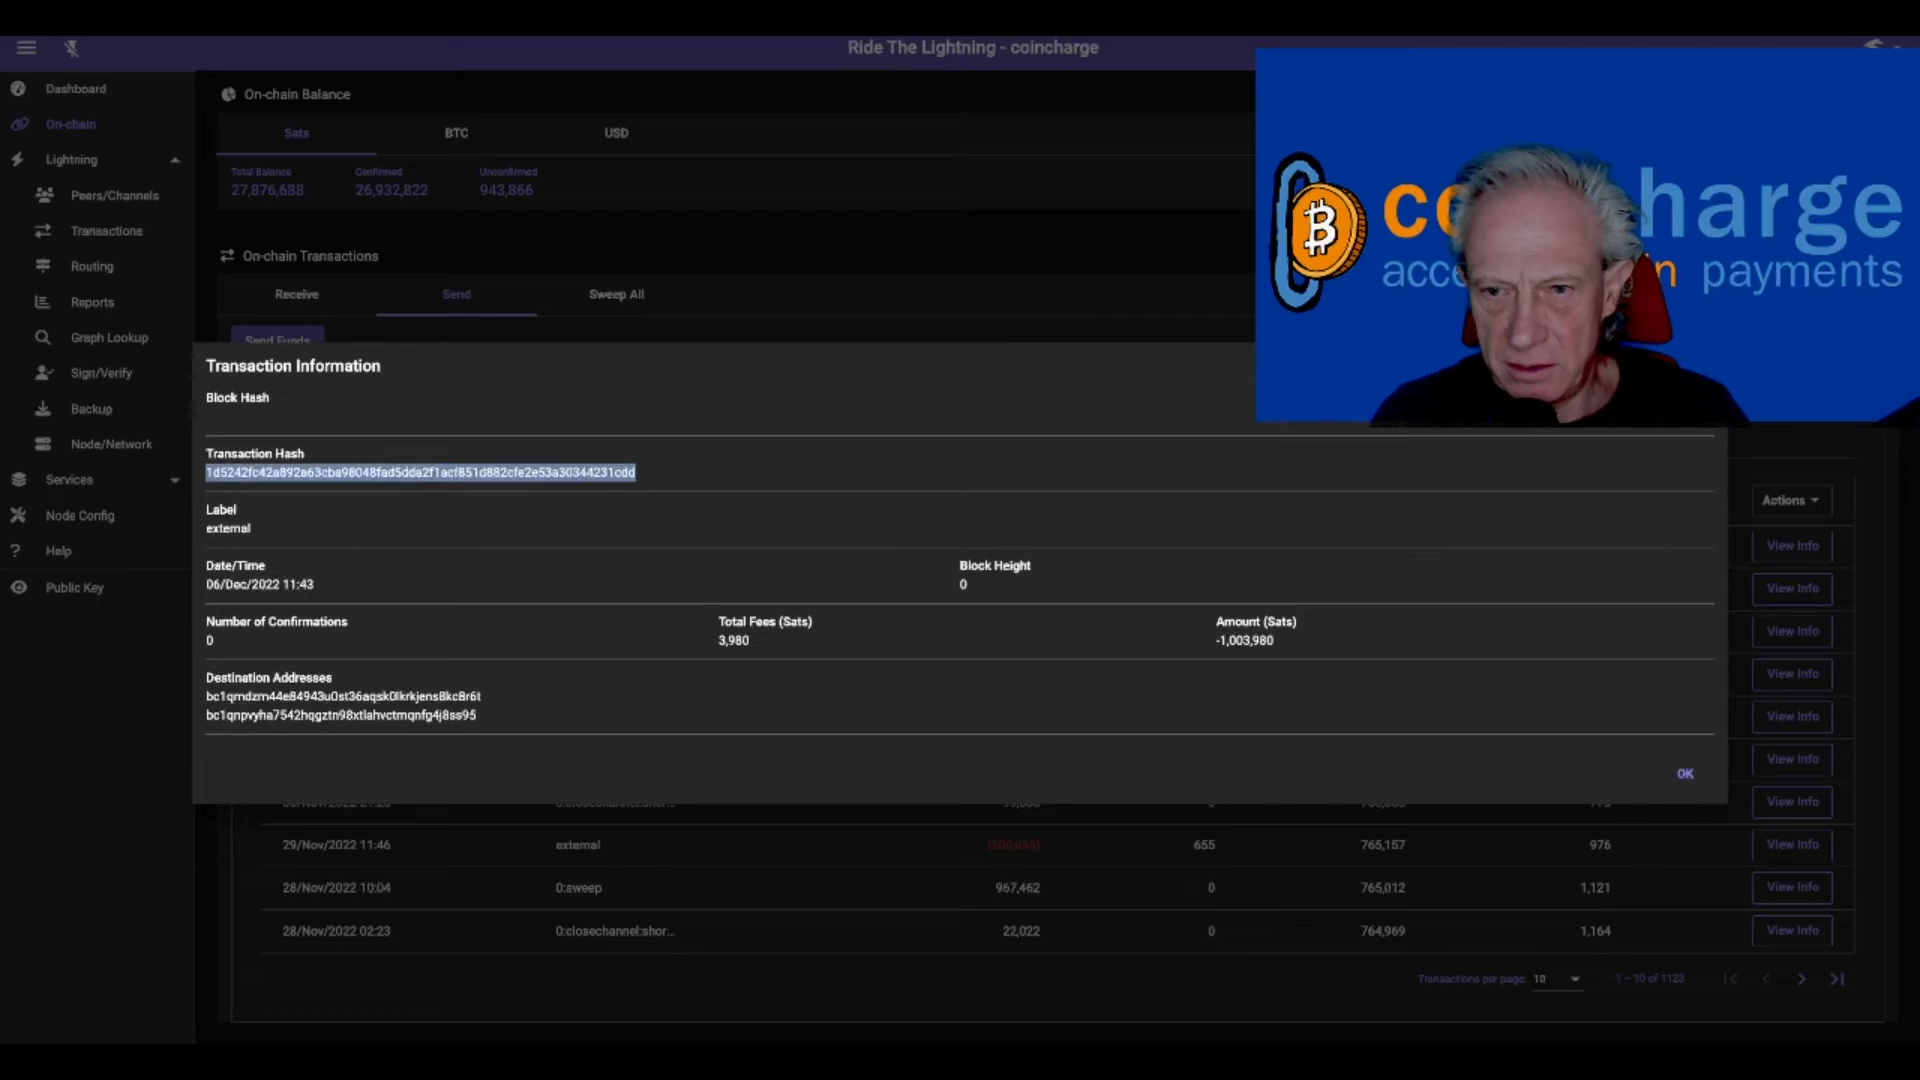 Ride The Lightning - coincharge
Dashboard
On-chain
Lightning
Peers/Channels
Transactions
Routing
Reports
Graph Lookup
Sign/Verify
Backup
Node/Network
Services
Node Config
? Help
Public Key
On-chain Balance
Sats BTC USD
Total Balance Confirmed Unconfirmed
27,876,688 26,932,822 943,866
On-chain Transactions
Receive Send Sweep All
Send Funds
harge
payments
Transaction Information
Block Hash
Transaction Hash
1d5242fc42a892a63cba98048fad5dda2f1acf851d882cfe2e53a30344231cdd
Label
external
Date/Time Block Height
06/Dec/2022 11:43 0
Number of Confirmations Total Fees (Sats) Amount (Sats)
0 3,980 -1,003,980
Destination Addresses
bc1qmdzm44e84943u0st36aqsk0lkrkjens8kc8r6t
bc1qnpvyha7542hqgztn98xtlahvctmqnfg4j8ss95
OK
Actions
View Info
View Info
View Info
View Info
View Info
View Info
View Info
29/Nov/2022 11:46 external (500,655) 655 765,157 976 View Info
28/Nov/2022 10:04 0:sweep 967,462 0 765,012 1,121 View Info
28/Nov/2022 02:23 0:closechannel:shor... 22,022 0 764,969 1,164 View Info
Transactions per page: 10 1 – 10 of 1123